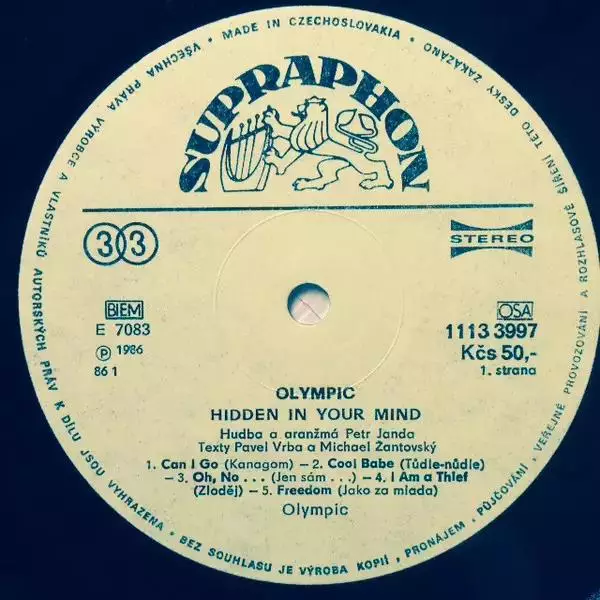 • MADE IN CZECHOSLOVAKIA •
VŠECHNA PRÁVA VÝROBCE A VLASTNÍKŮ AUTORSKÝCH PRÁV K DÍLU JSOU VYHRAZENA • BEZ SOUHLASU JE VÝROBA KOPIÍ, PRONÁJEM, PŮJČOVÁNÍ, VEŘEJNÉ PROVOZOVÁNÍ A ROZHLASOVÉ ŠÍŘENÍ TÉTO DESKY ZAKÁZÁNO
SUPRAPHON
33
STEREO
BIEM
E 7083
Ⓟ 1986
86 1
OSA
1113 3997
Kčs 50,-
1. strana
OLYMPIC
HIDDEN IN YOUR MIND
Hudba a aranžmá Petr Janda
Texty Pavel Vrba a Michael Žantovský
1. Can I Go (Kanagom) — 2. Cool Babe (Tůdle-nůdle)
— 3. Oh, No . . . (Jen sám . . .) — 4. I Am a Thief
(Zloděj) — 5. Freedom (Jako za mlada)
Olympic